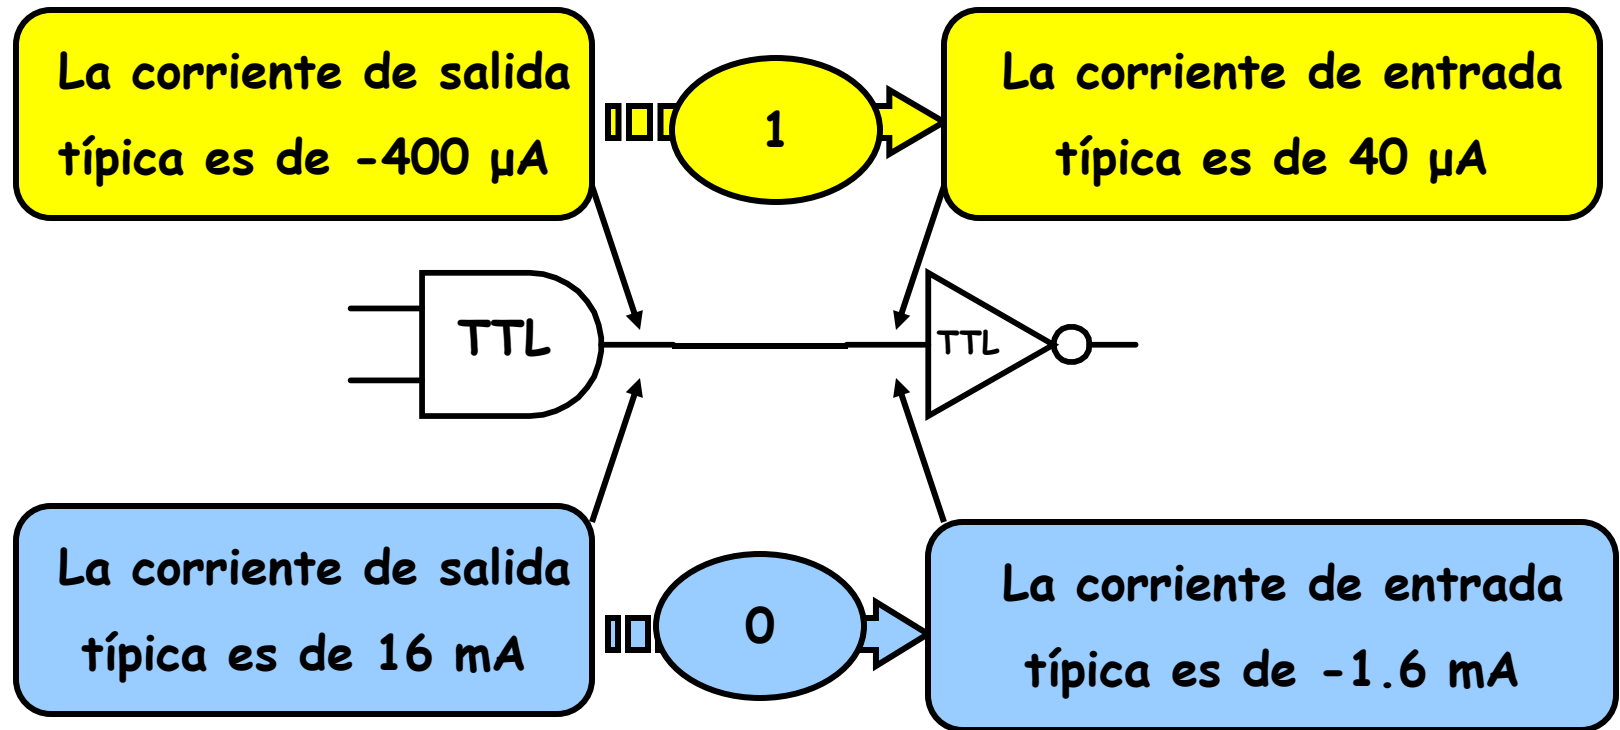 La corriente de salida
típica es de -400 µA
1
La corriente de entrada
típica es de 40 µA
TTL
TTL
La corriente de salida
típica es de 16 mA
0
La corriente de entrada
típica es de -1.6 mA